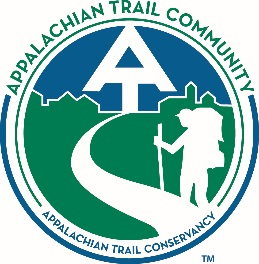 APPALACHIAN TRAIL COMMUNITY
APPALACHIAN TRAIL CONSERVANCY
TM